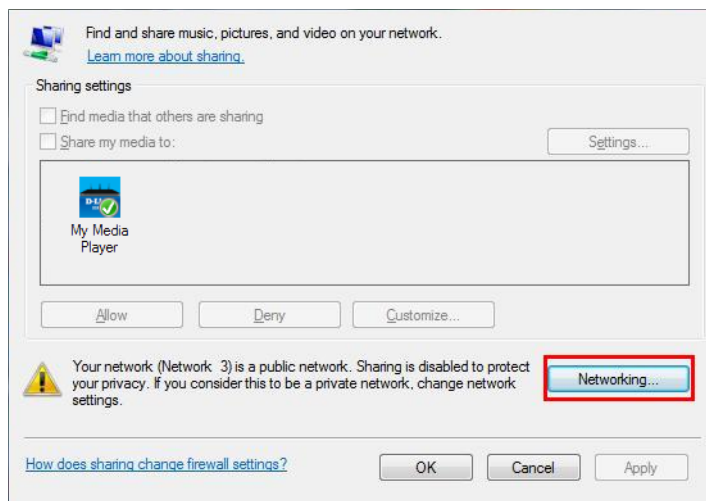 Find and share music, pictures, and video on your network.
Learn more about sharing.
Sharing settings
Find media that others are sharing
Share my media to:
Settings...
My Media
Player
Allow
Deny
Customize...
Your network (Network 3) is a public network. Sharing is disabled to protect
your privacy. If you consider this to be a private network, change network
settings.
Networking...
How does sharing change firewall settings?
OK
Cancel
Apply